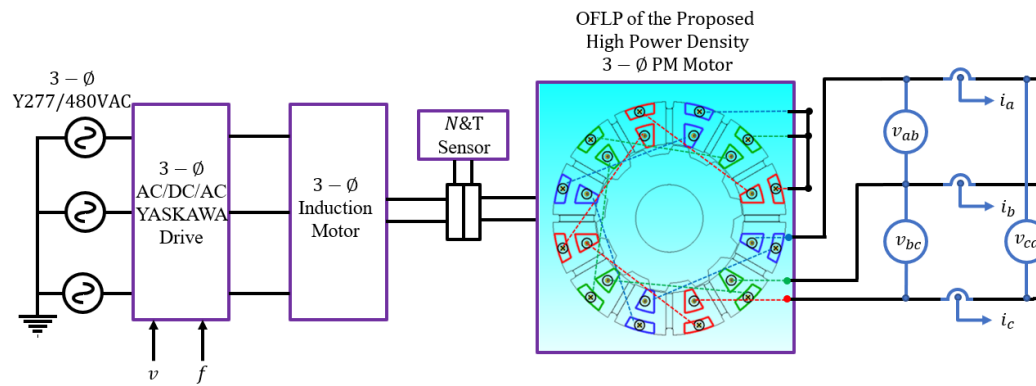 3 − Ø
Y277/480VAC
3 − Ø
AC/DC/AC
YASKAWA
Drive
v
f
3 − Ø
Induction
Motor
N&T
Sensor
OFLP of the Proposed
High Power Density
3 − Ø PM Motor
v_ab
v_bc
v_ca
i_a
i_b
i_c